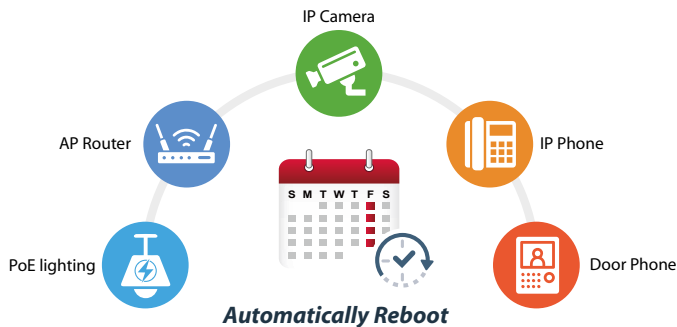 IP Camera
AP Router
IP Phone
S M T W T F S
PoE lighting
Door Phone
Automatically Reboot